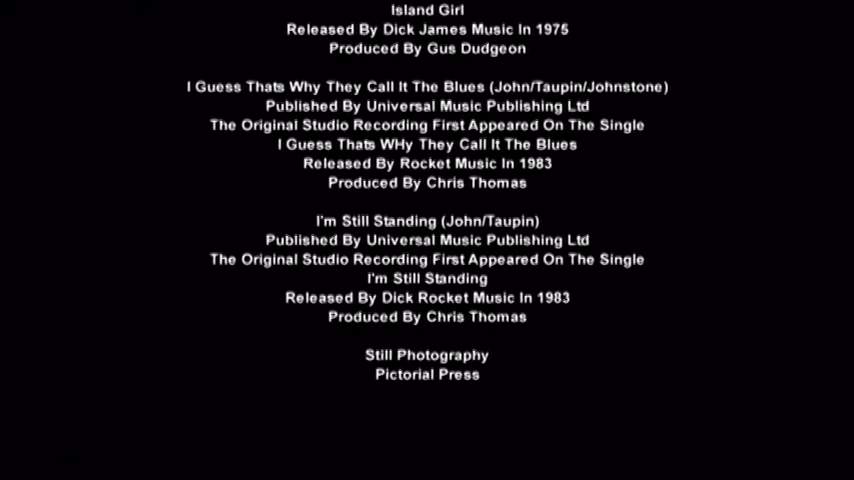 Island Girl
Released By Dick James Music In 1975
Produced By Gus Dudgeon
I Guess Thats Why They Call It The Blues (John/Taupin/Johnstone)
Published By Universal Music Publishing Ltd
The Original Studio Recording First Appeared On The Single
I Guess Thats WHy They Call It The Blues
Released By Rocket Music In 1983
Produced By Chris Thomas
I'm Still Standing (John/Taupin)
Published By Universal Music Publishing Ltd
The Original Studio Recording First Appeared On The Single
I'm Still Standing
Released By Dick Rocket Music In 1983
Produced By Chris Thomas
Still Photography
Pictorial Press